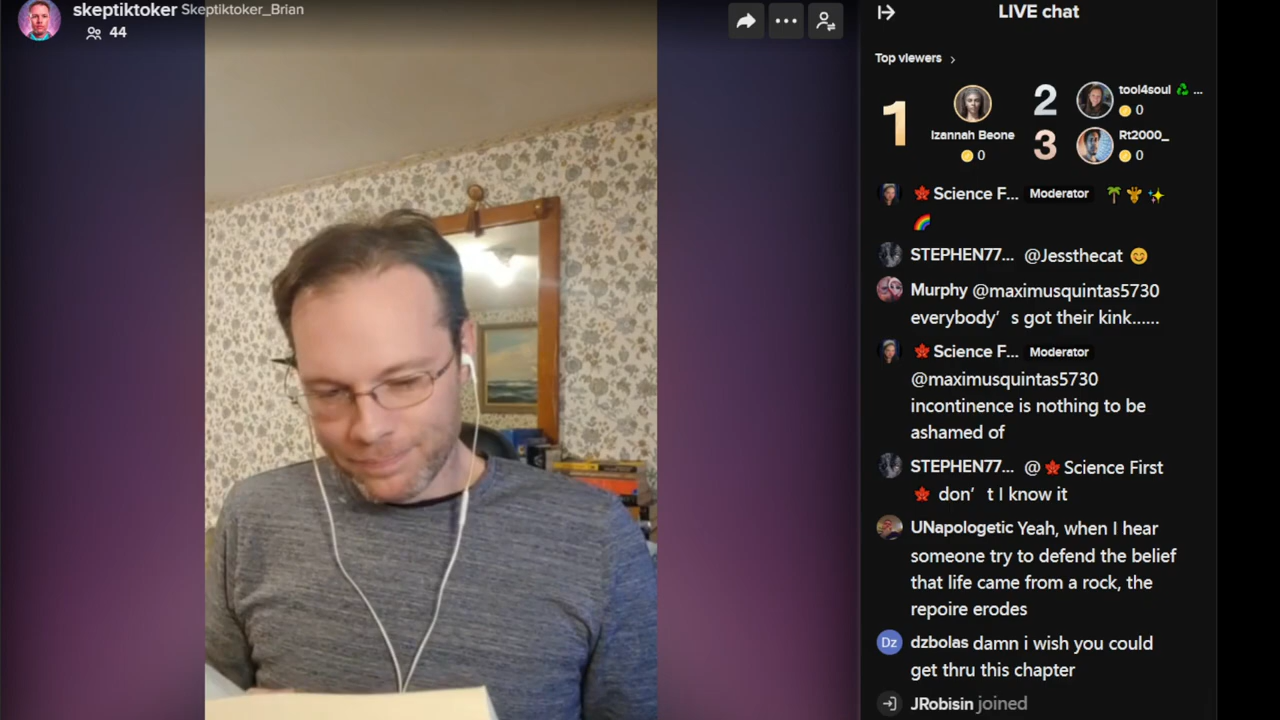 skeptiktoker Skeptiktoker_Brian
44
LIVE chat
Top viewers
1
Izannah Beone
0
2
tool4soul ...
0
3
Rt2000_
0
Science F... Moderator
STEPHEN77... @Jessthecat
Murphy @maximusquintas5730
everybody's got their kink......
Science F... Moderator
@maximusquintas5730
incontinence is nothing to be
ashamed of
STEPHEN77... @Science First
don't I know it
UNapologetic Yeah, when I hear
someone try to defend the belief
that life came from a rock, the
repoire erodes
Dz dzbolas damn i wish you could
get thru this chapter
JRobisin joined